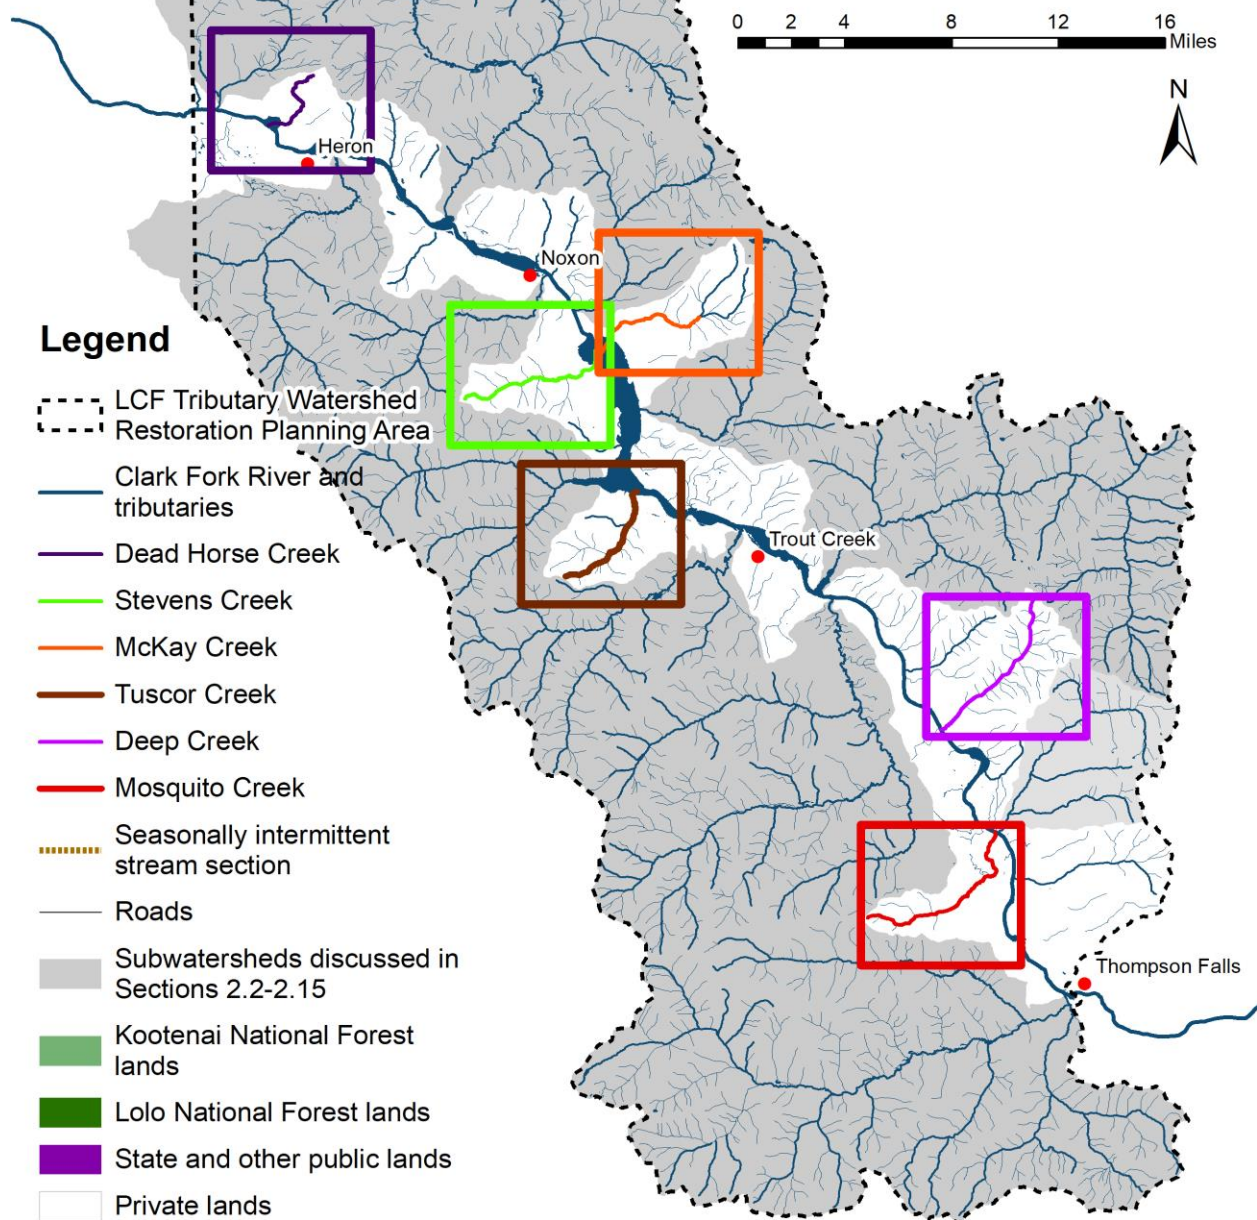 0 2 4 8 12 16
Miles
N
Heron
Noxon
Trout Creek
Thompson Falls
Legend
LCF Tributary Watershed
Restoration Planning Area
Clark Fork River and
tributaries
Dead Horse Creek
Stevens Creek
McKay Creek
Tuscor Creek
Deep Creek
Mosquito Creek
Seasonally intermittent
stream section
Roads
Subwatersheds discussed in
Sections 2.2-2.15
Kootenai National Forest
lands
Lolo National Forest lands
State and other public lands
Private lands